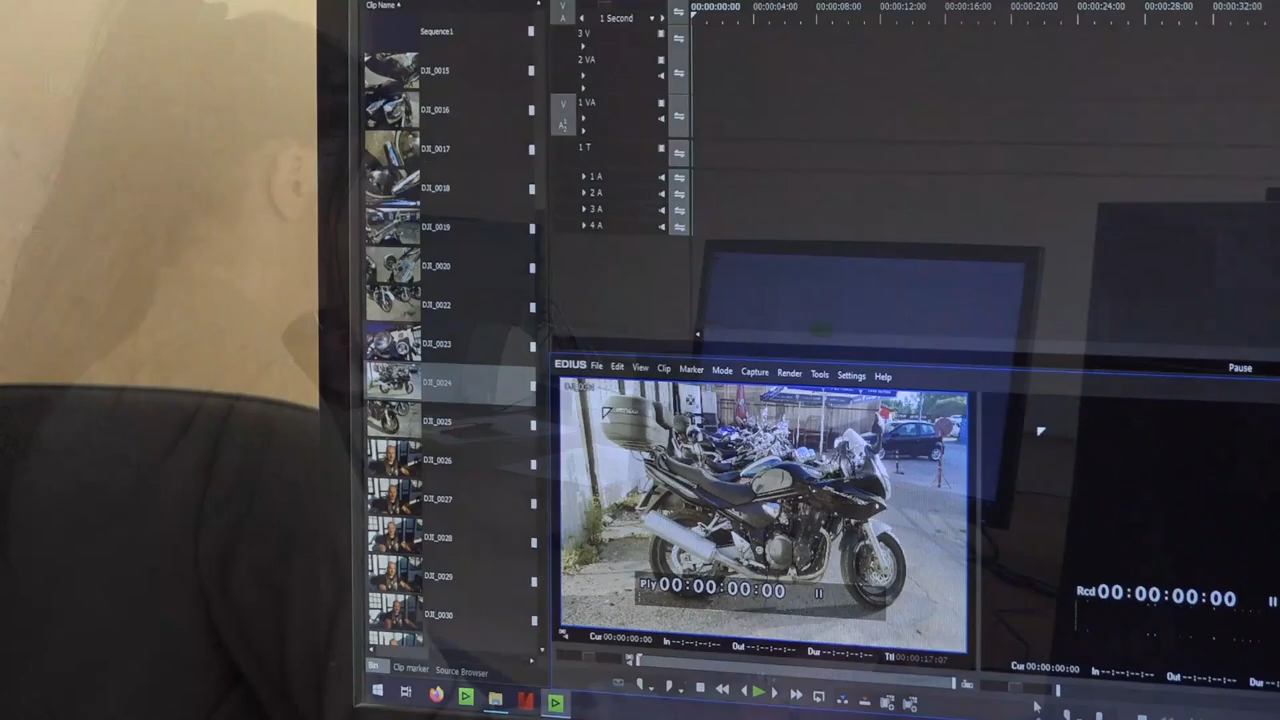 Clip Name
Sequence1
DJI_0015
DJI_0016
DJI_0017
DJI_0018
DJI_0019
DJI_0020
DJI_0022
DJI_0023
DJI_0024
DJI_0025
DJI_0026
DJI_0027
DJI_0028
DJI_0029
DJI_0030
Bin Clip marker Source Browser
V
A
1 Second
00:00:00:00 00:00:04:00 00:00:08:00 00:00:12:00 00:00:16:00 00:00:20:00 00:00:24:00 00:00:28:00 00:00:32:00
3 V
2 VA
V
1 VA
1 T
1 A
2 A
3 A
4 A
EDIUS File Edit View Clip Marker Mode Capture Render Tools Settings Help
Pause
Ply 00:00:00:00
Cur 00:00:00:00 In --:--:--:-- Out --:--:--:-- Dur --:--:--:-- Ttl 00:00:17:07
Rcd 00:00:00:00
Cur 00:00:00:00 In --:--:--:-- Out --:--:--:--